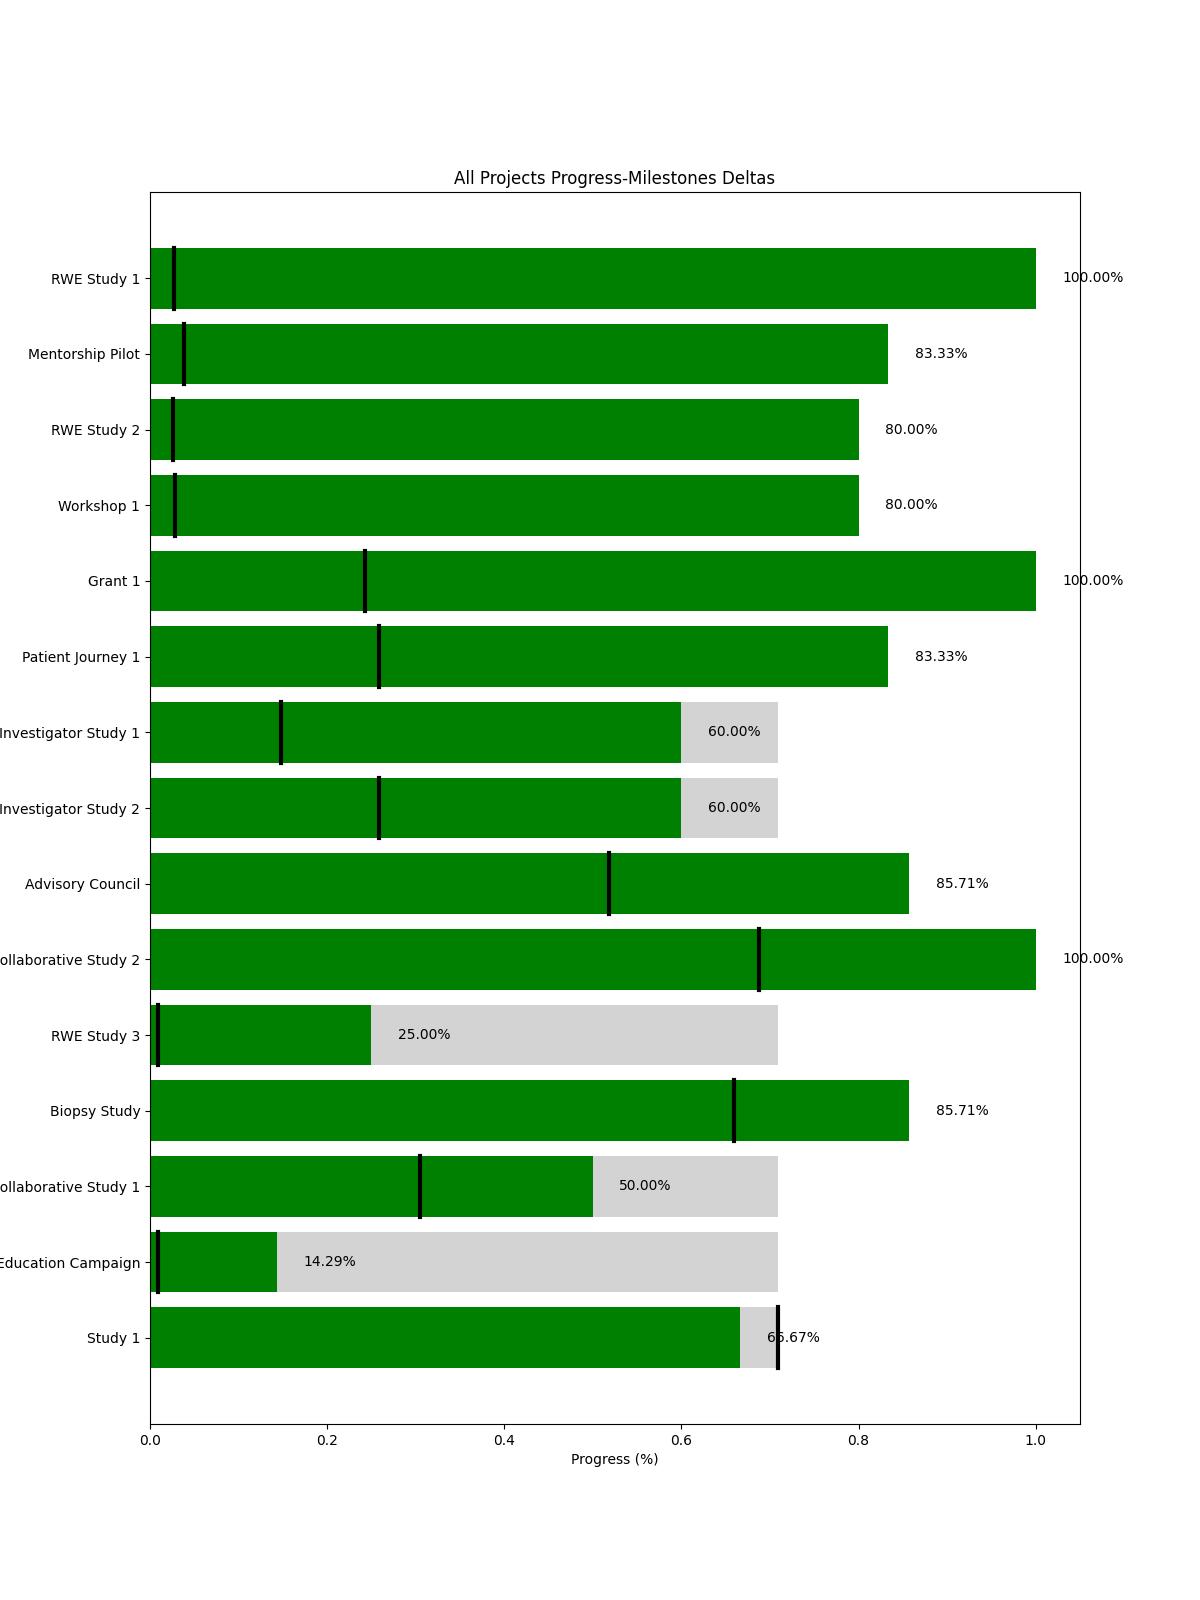 All Projects Progress-Milestones Deltas
RWE Study 1
100.00%
Mentorship Pilot
83.33%
RWE Study 2
80.00%
Workshop 1
80.00%
Grant 1
100.00%
Patient Journey 1
83.33%
Investigator Study 1
60.00%
Investigator Study 2
60.00%
Advisory Council
85.71%
ollaborative Study 2
100.00%
RWE Study 3
25.00%
Biopsy Study
85.71%
ollaborative Study 1
50.00%
Education Campaign
14.29%
Study 1
66.67%
0.0 0.2 0.4 0.6 0.8 1.0
Progress (%)